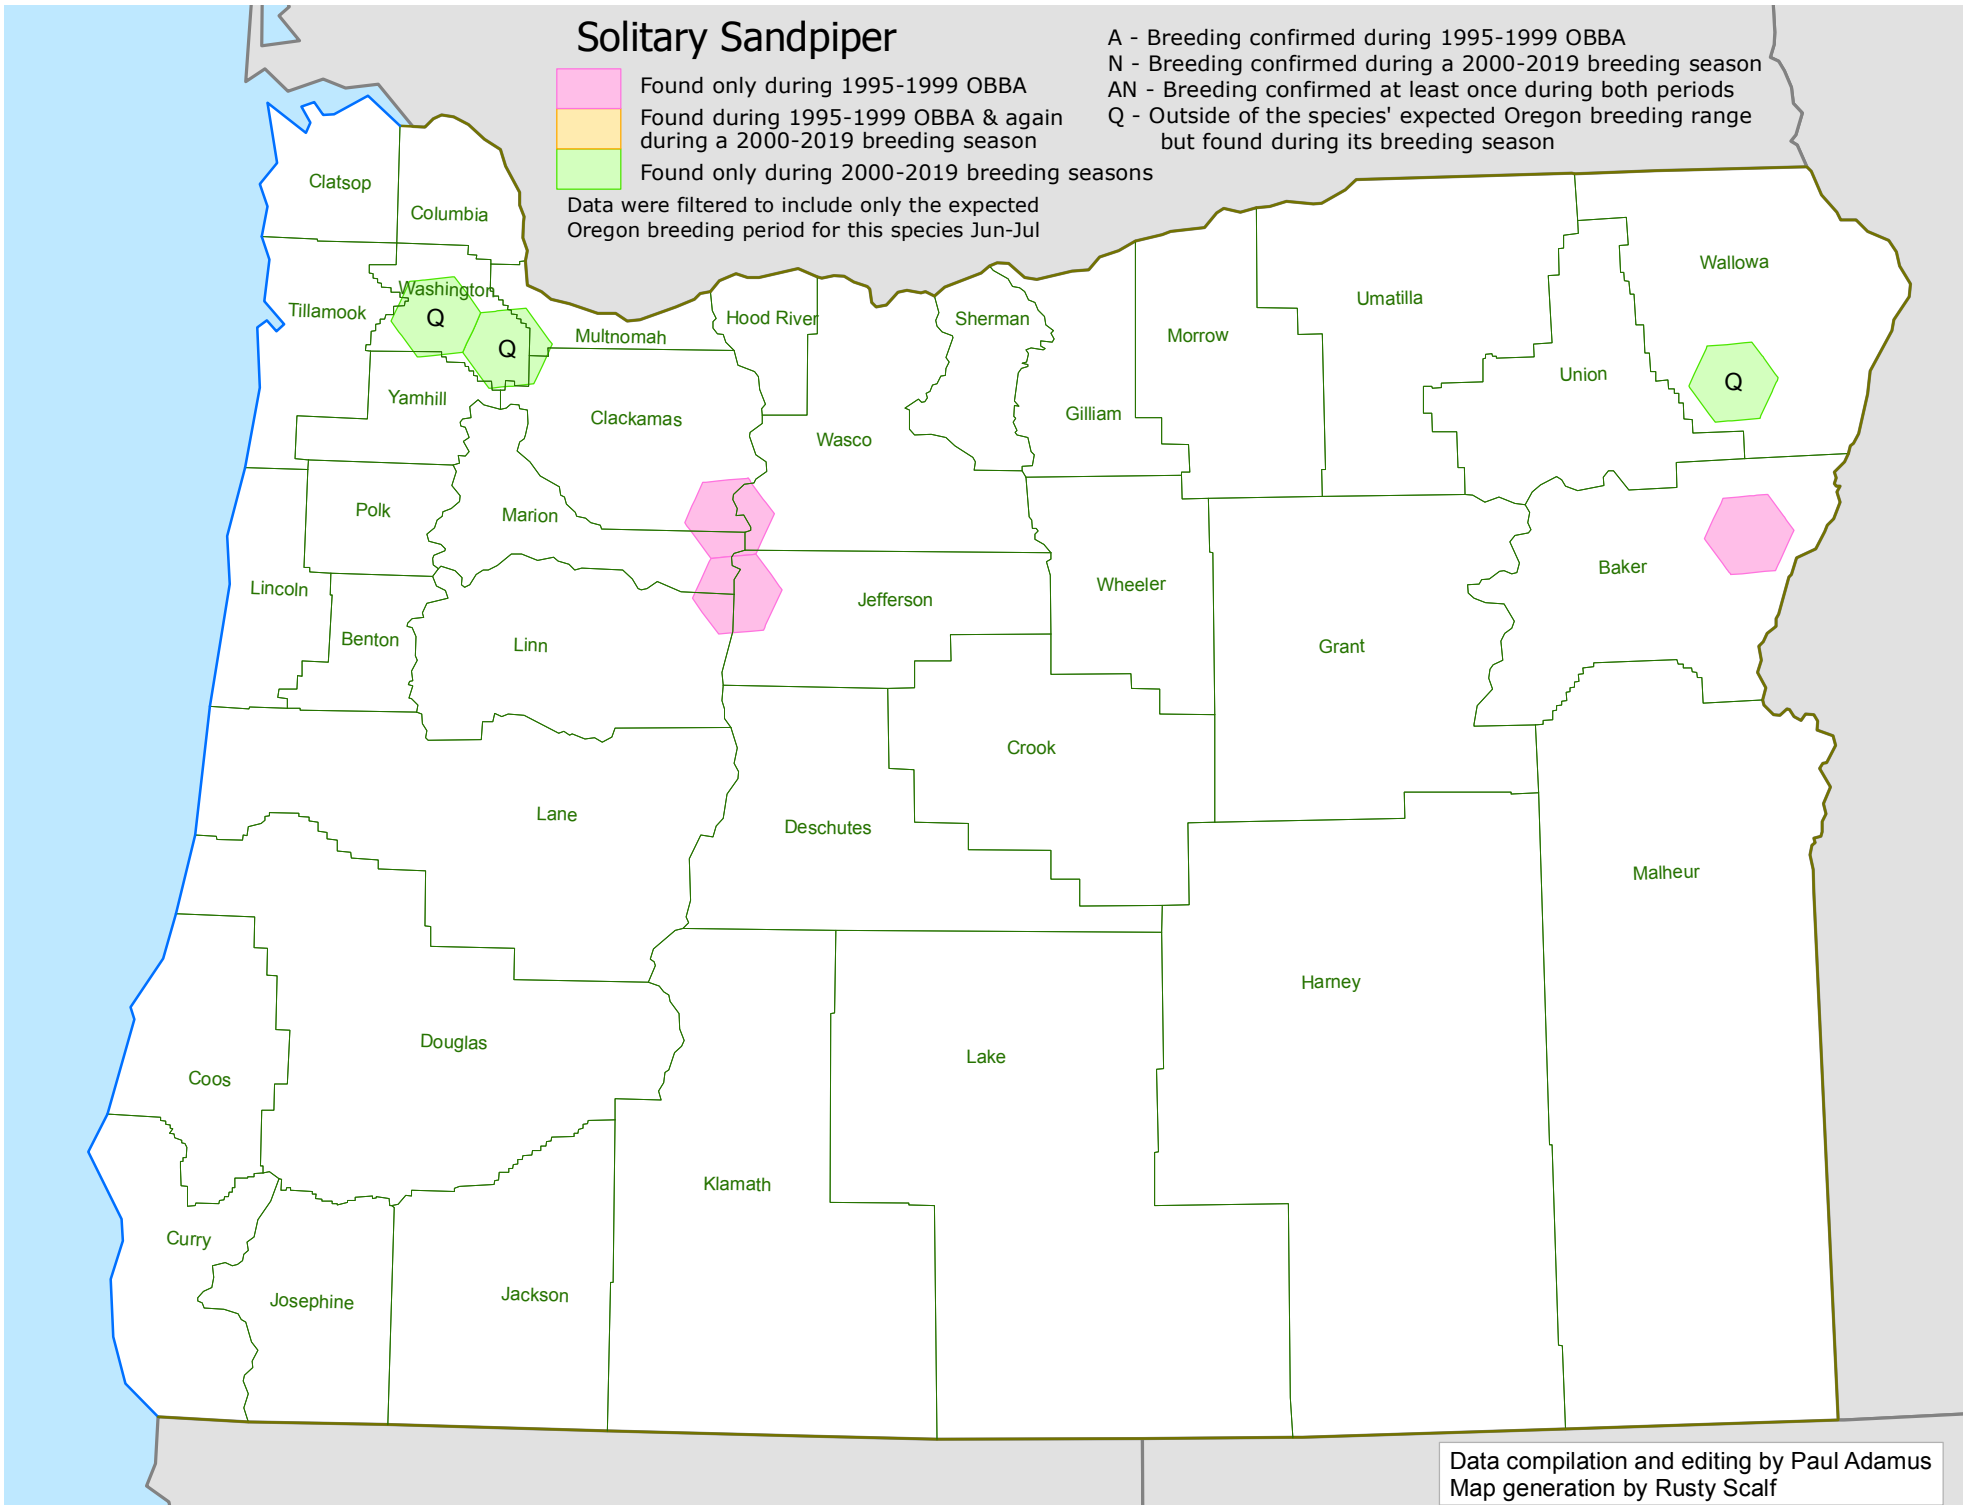 Solitary Sandpiper
Found only during 1995-1999 OBBA
Found during 1995-1999 OBBA & again
during a 2000-2019 breeding season
Found only during 2000-2019 breeding seasons
Data were filtered to include only the expected
Oregon breeding period for this species Jun-Jul
A - Breeding confirmed during 1995-1999 OBBA
N - Breeding confirmed during a 2000-2019 breeding season
AN - Breeding confirmed at least once during both periods
Q - Outside of the species' expected Oregon breeding range
but found during its breeding season
Clatsop
Columbia
Wallowa
Washington
Umatilla
Tillamook
Q
Hood River
Sherman
Multnomah
Morrow
Q
Union
Q
Yamhill
Clackamas
Gilliam
Wasco
Polk
Marion
Baker
Lincoln
Wheeler
Jefferson
Benton
Linn
Grant
Crook
Lane
Deschutes
Malheur
Harney
Douglas
Lake
Coos
Klamath
Curry
Jackson
Josephine
Data compilation and editing by Paul Adamus
Map generation by Rusty Scalf